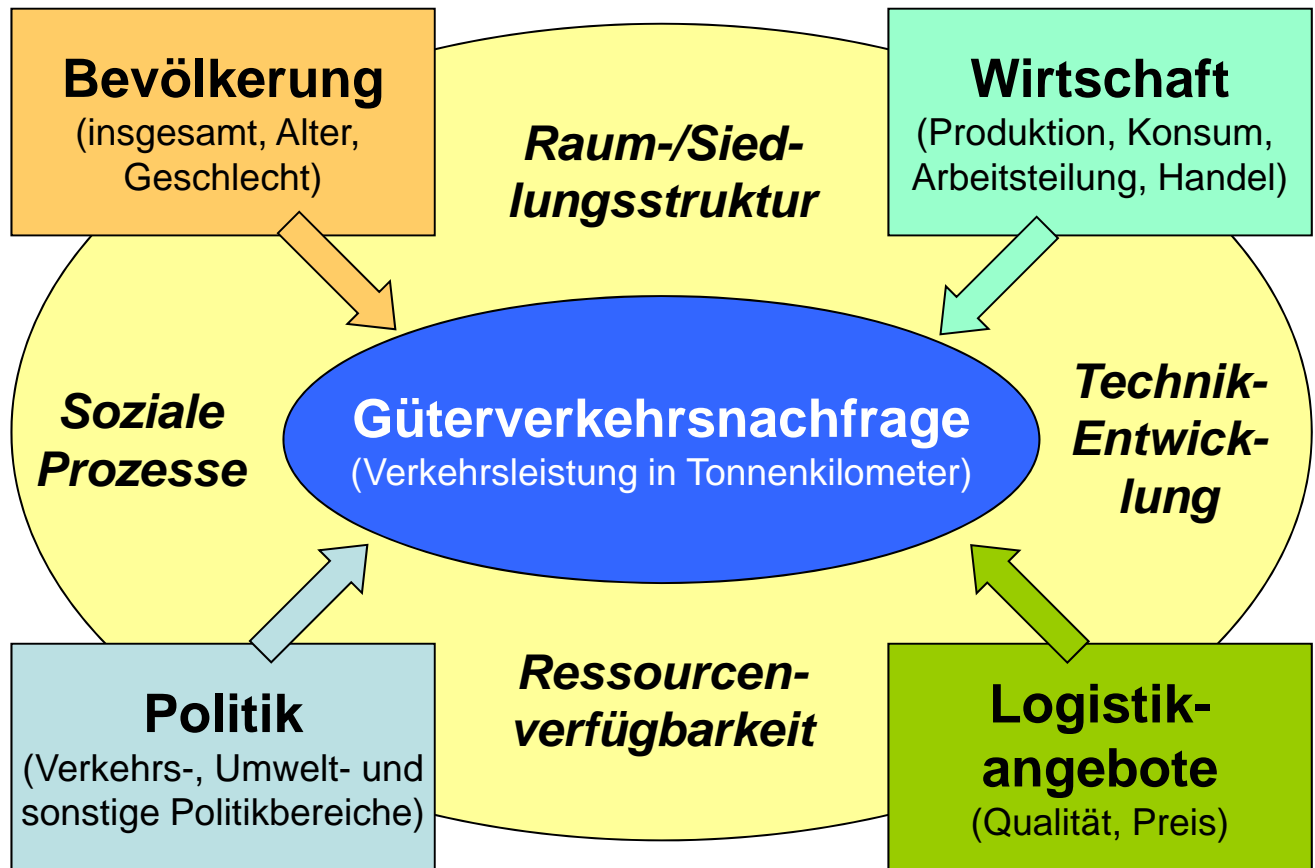 Bevölkerung
(insgesamt, Alter,
Geschlecht)
Raum-/Sied-
lungsstruktur
Wirtschaft
(Produktion, Konsum,
Arbeitsteilung, Handel)
Soziale
Prozesse
Güterverkehrsnachfrage
(Verkehrsleistung in Tonnenkilometer)
Technik-
Entwick-
lung
Politik
(Verkehrs-, Umwelt- und
sonstige Politikbereiche)
Ressourcen-
verfügbarkeit
Logistik-
angebote
(Qualität, Preis)